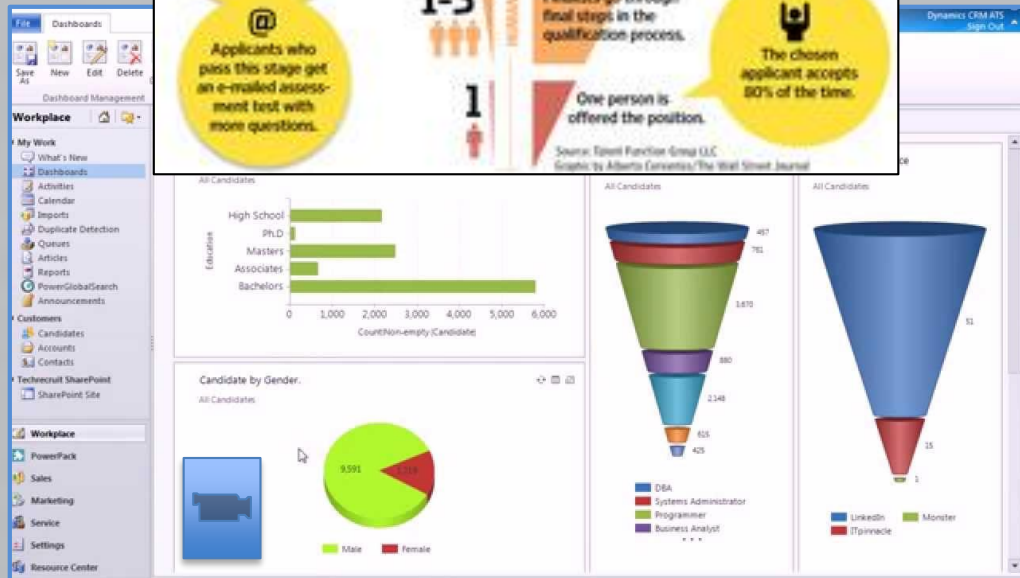 File
Dashboards
Dynamics CRM ATS
Sign Out
Save As
New
Edit
Delete
Dashboard Management
Workplace
My Work
What's New
Dashboards
Activities
Calendar
Imports
Duplicate Detection
Queues
Articles
Reports
PowerGlobalSearch
Announcements
Customers
Candidates
Accounts
Contacts
Techrecruit SharePoint
SharePoint Site
Workplace
PowerPack
Sales
Marketing
Service
Settings
Resource Center
@
Applicants who
pass this stage get
an e-mailed assess-
ment test with
more questions.
1-3
1
Finalists go through
final steps in the
qualification process.
One person is
offered the position.
Source: Talent Function Group LLC
Graphic by Alberto Cervantes/The Wall Street Journal
The chosen
applicant accepts
80% of the time.
All Candidates
Education
High School
Ph.D
Masters
Associates
Bachelors
0 1,000 2,000 3,000 4,000 5,000 6,000
Count:Non-empty (Candidate)
Candidate by Gender.
All Candidates
9,591
Male Female
All Candidates
457
761
3,670
880
2,148
615
425
DBA
Systems Administrator
Programmer
Business Analyst
All Candidates
51
15
1
LinkedIn Monster
ITpinnacle